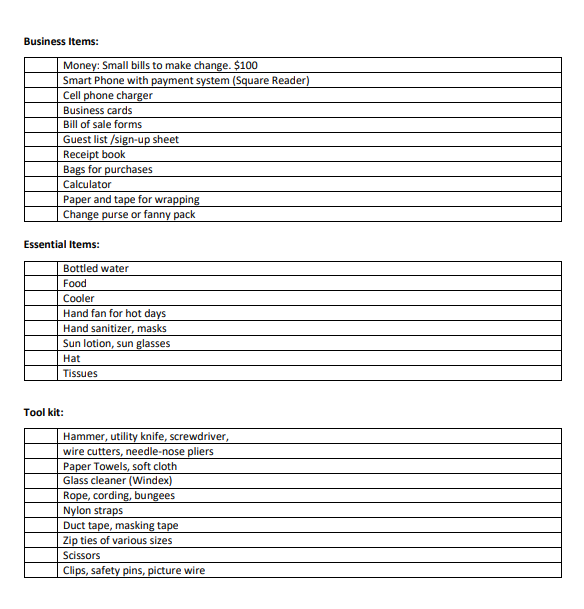 Business Items:
Money: Small bills to make change. $100
Smart Phone with payment system (Square Reader)
Cell phone charger
Business cards
Bill of sale forms
Guest list /sign-up sheet
Receipt book
Bags for purchases
Calculator
Paper and tape for wrapping
Change purse or fanny pack
Essential Items:
Bottled water
Food
Cooler
Hand fan for hot days
Hand sanitizer, masks
Sun lotion, sun glasses
Hat
Tissues
Tool kit:
Hammer, utility knife, screwdriver,
wire cutters, needle-nose pliers
Paper Towels, soft cloth
Glass cleaner (Windex)
Rope, cording, bungees
Nylon straps
Duct tape, masking tape
Zip ties of various sizes
Scissors
Clips, safety pins, picture wire